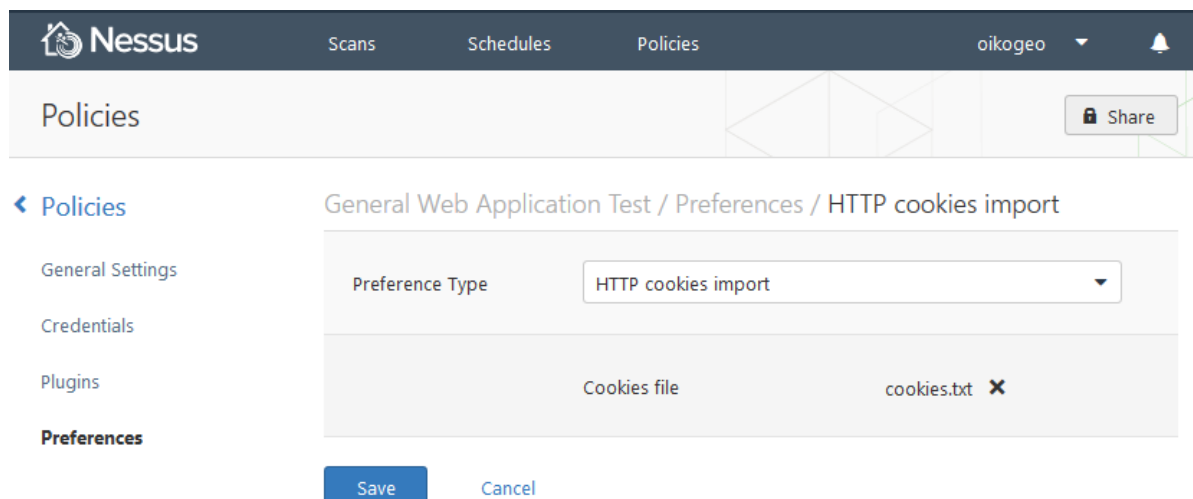 Nessus Scans Schedules Policies oikogeo
Policies Share
Policies General Web Application Test / Preferences / HTTP cookies import
General Settings
Preference Type HTTP cookies import
Credentials
Plugins Cookies file cookies.txt
Preferences
Save Cancel